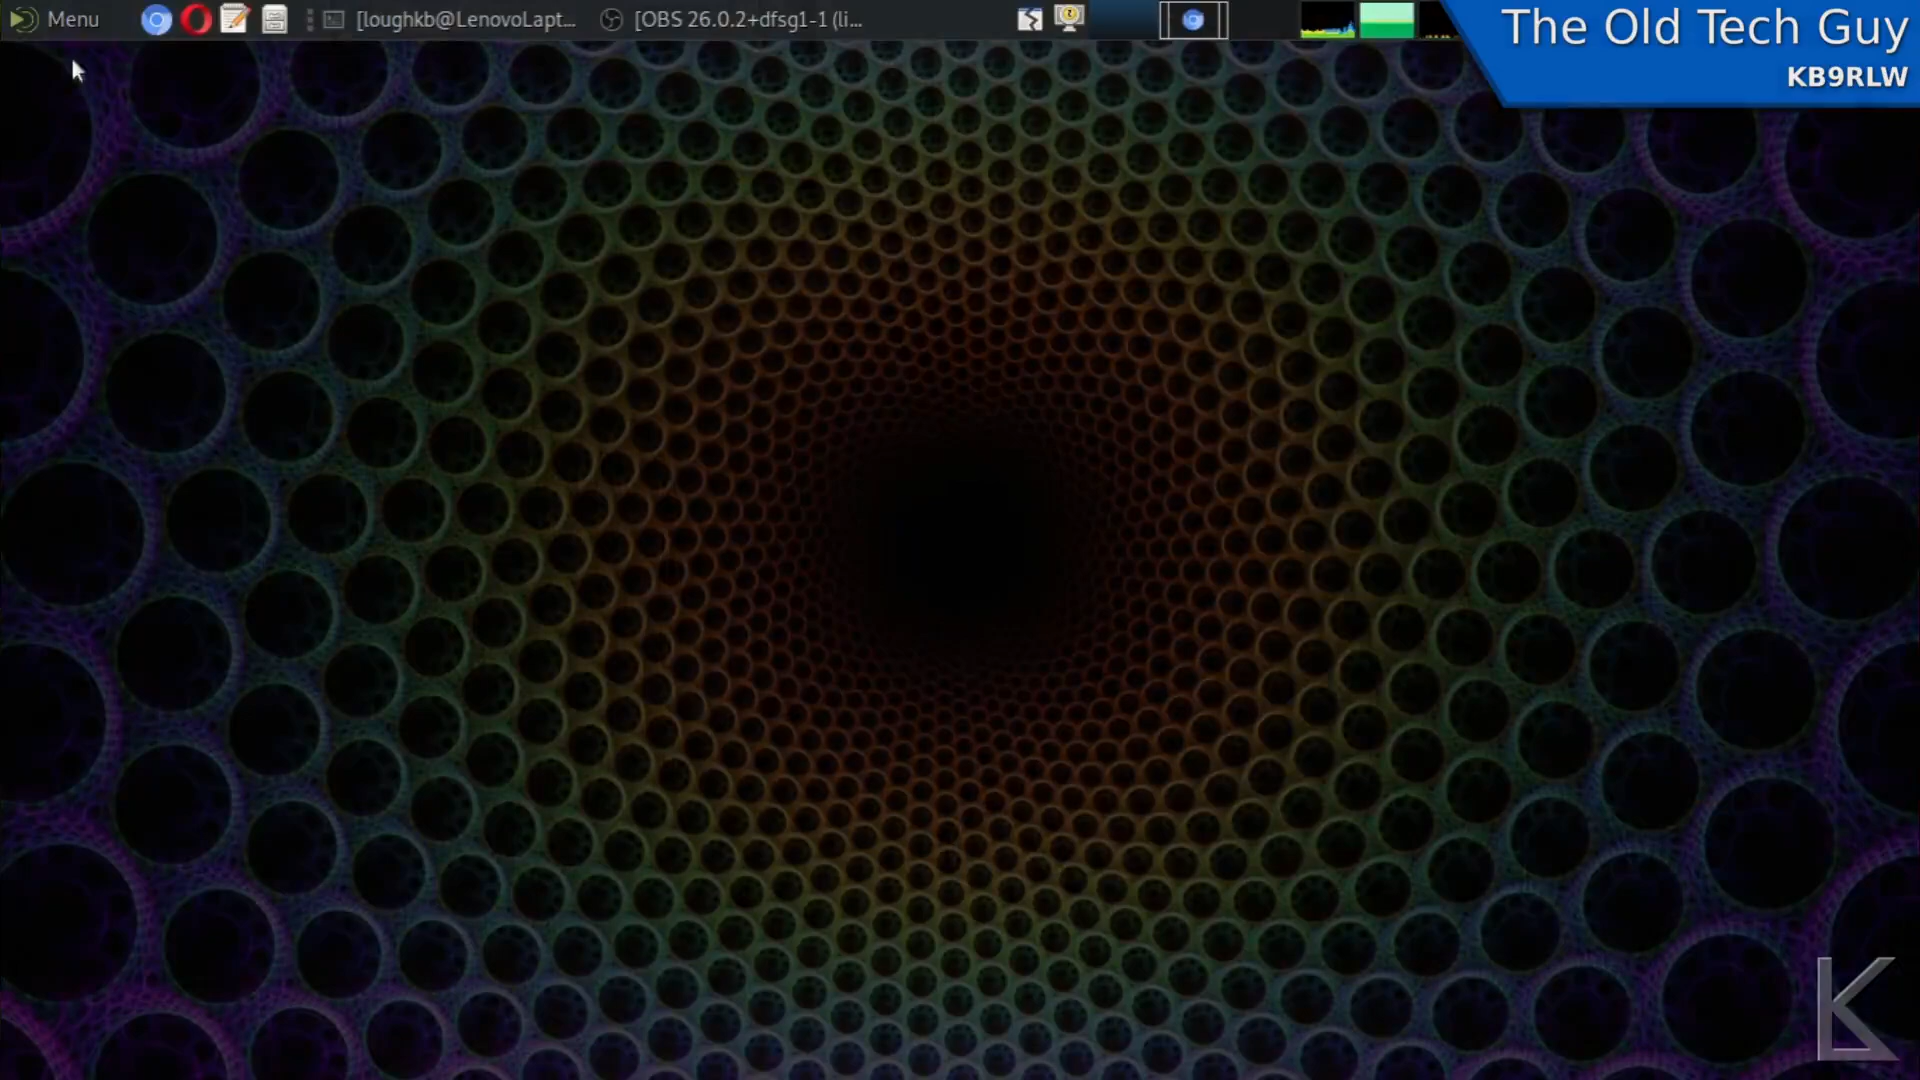 Menu
[loughkb@LenovoLapt...
[OBS 26.0.2+dfsg1-1 (li...
The Old Tech Guy
KB9RLW